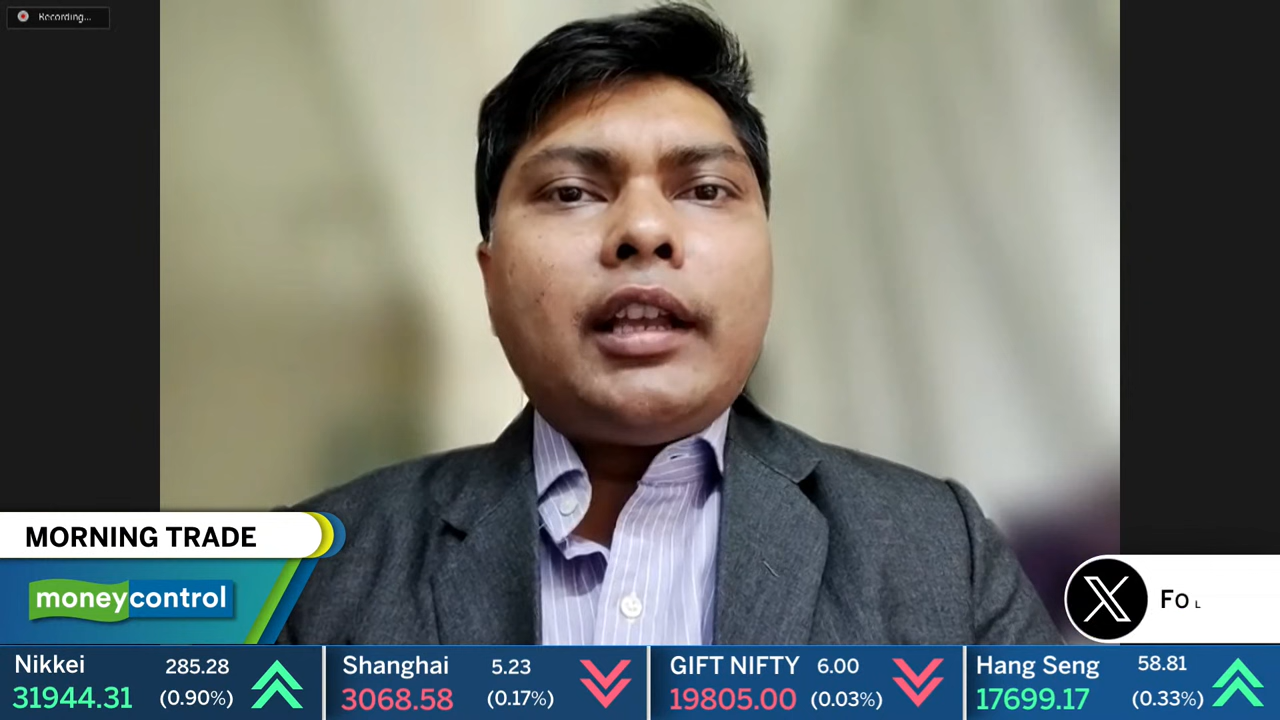 Recording...
MORNING TRADE
moneycontrol
FoL
Nikkei 285.28
31944.31 (0.90%)
Shanghai 5.23
3068.58 (0.17%)
GIFT NIFTY 6.00
19805.00 (0.03%)
Hang Seng 58.81
17699.17 (0.33%)